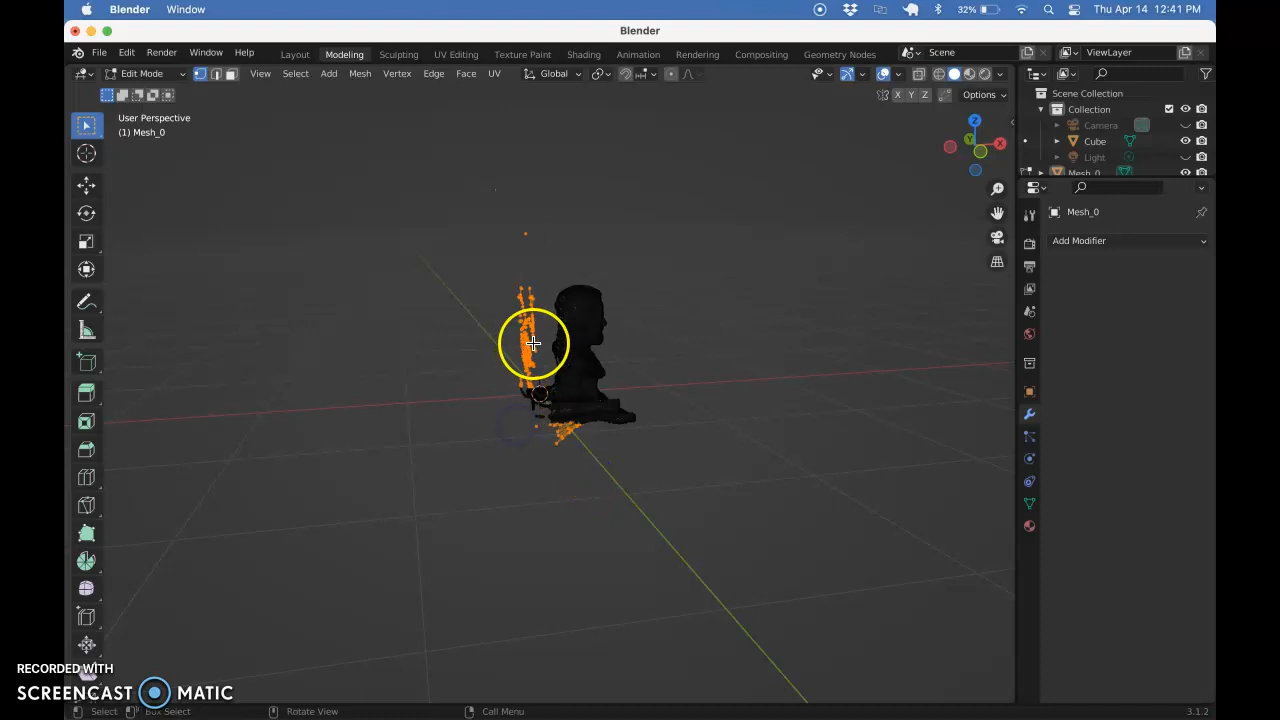 Blender Window 32% Thu Apr 14 12:41 PM
Blender
File Edit Render Window Help Layout Modeling Sculpting UV Editing Texture Paint Shading Animation Rendering Compositing Geometry Nodes Scene ViewLayer
Edit Mode View Select Add Mesh Vertex Edge Face UV Global
X Y Z Options
Scene Collection
Collection
Camera
Cube
Light
Mesh_0
User Perspective
(1) Mesh_0
Z
Y
X
Mesh_0
Add Modifier
RECORDED WITH
SCREENCAST MATIC
Select Box Select Rotate View Call Menu 3.1.2